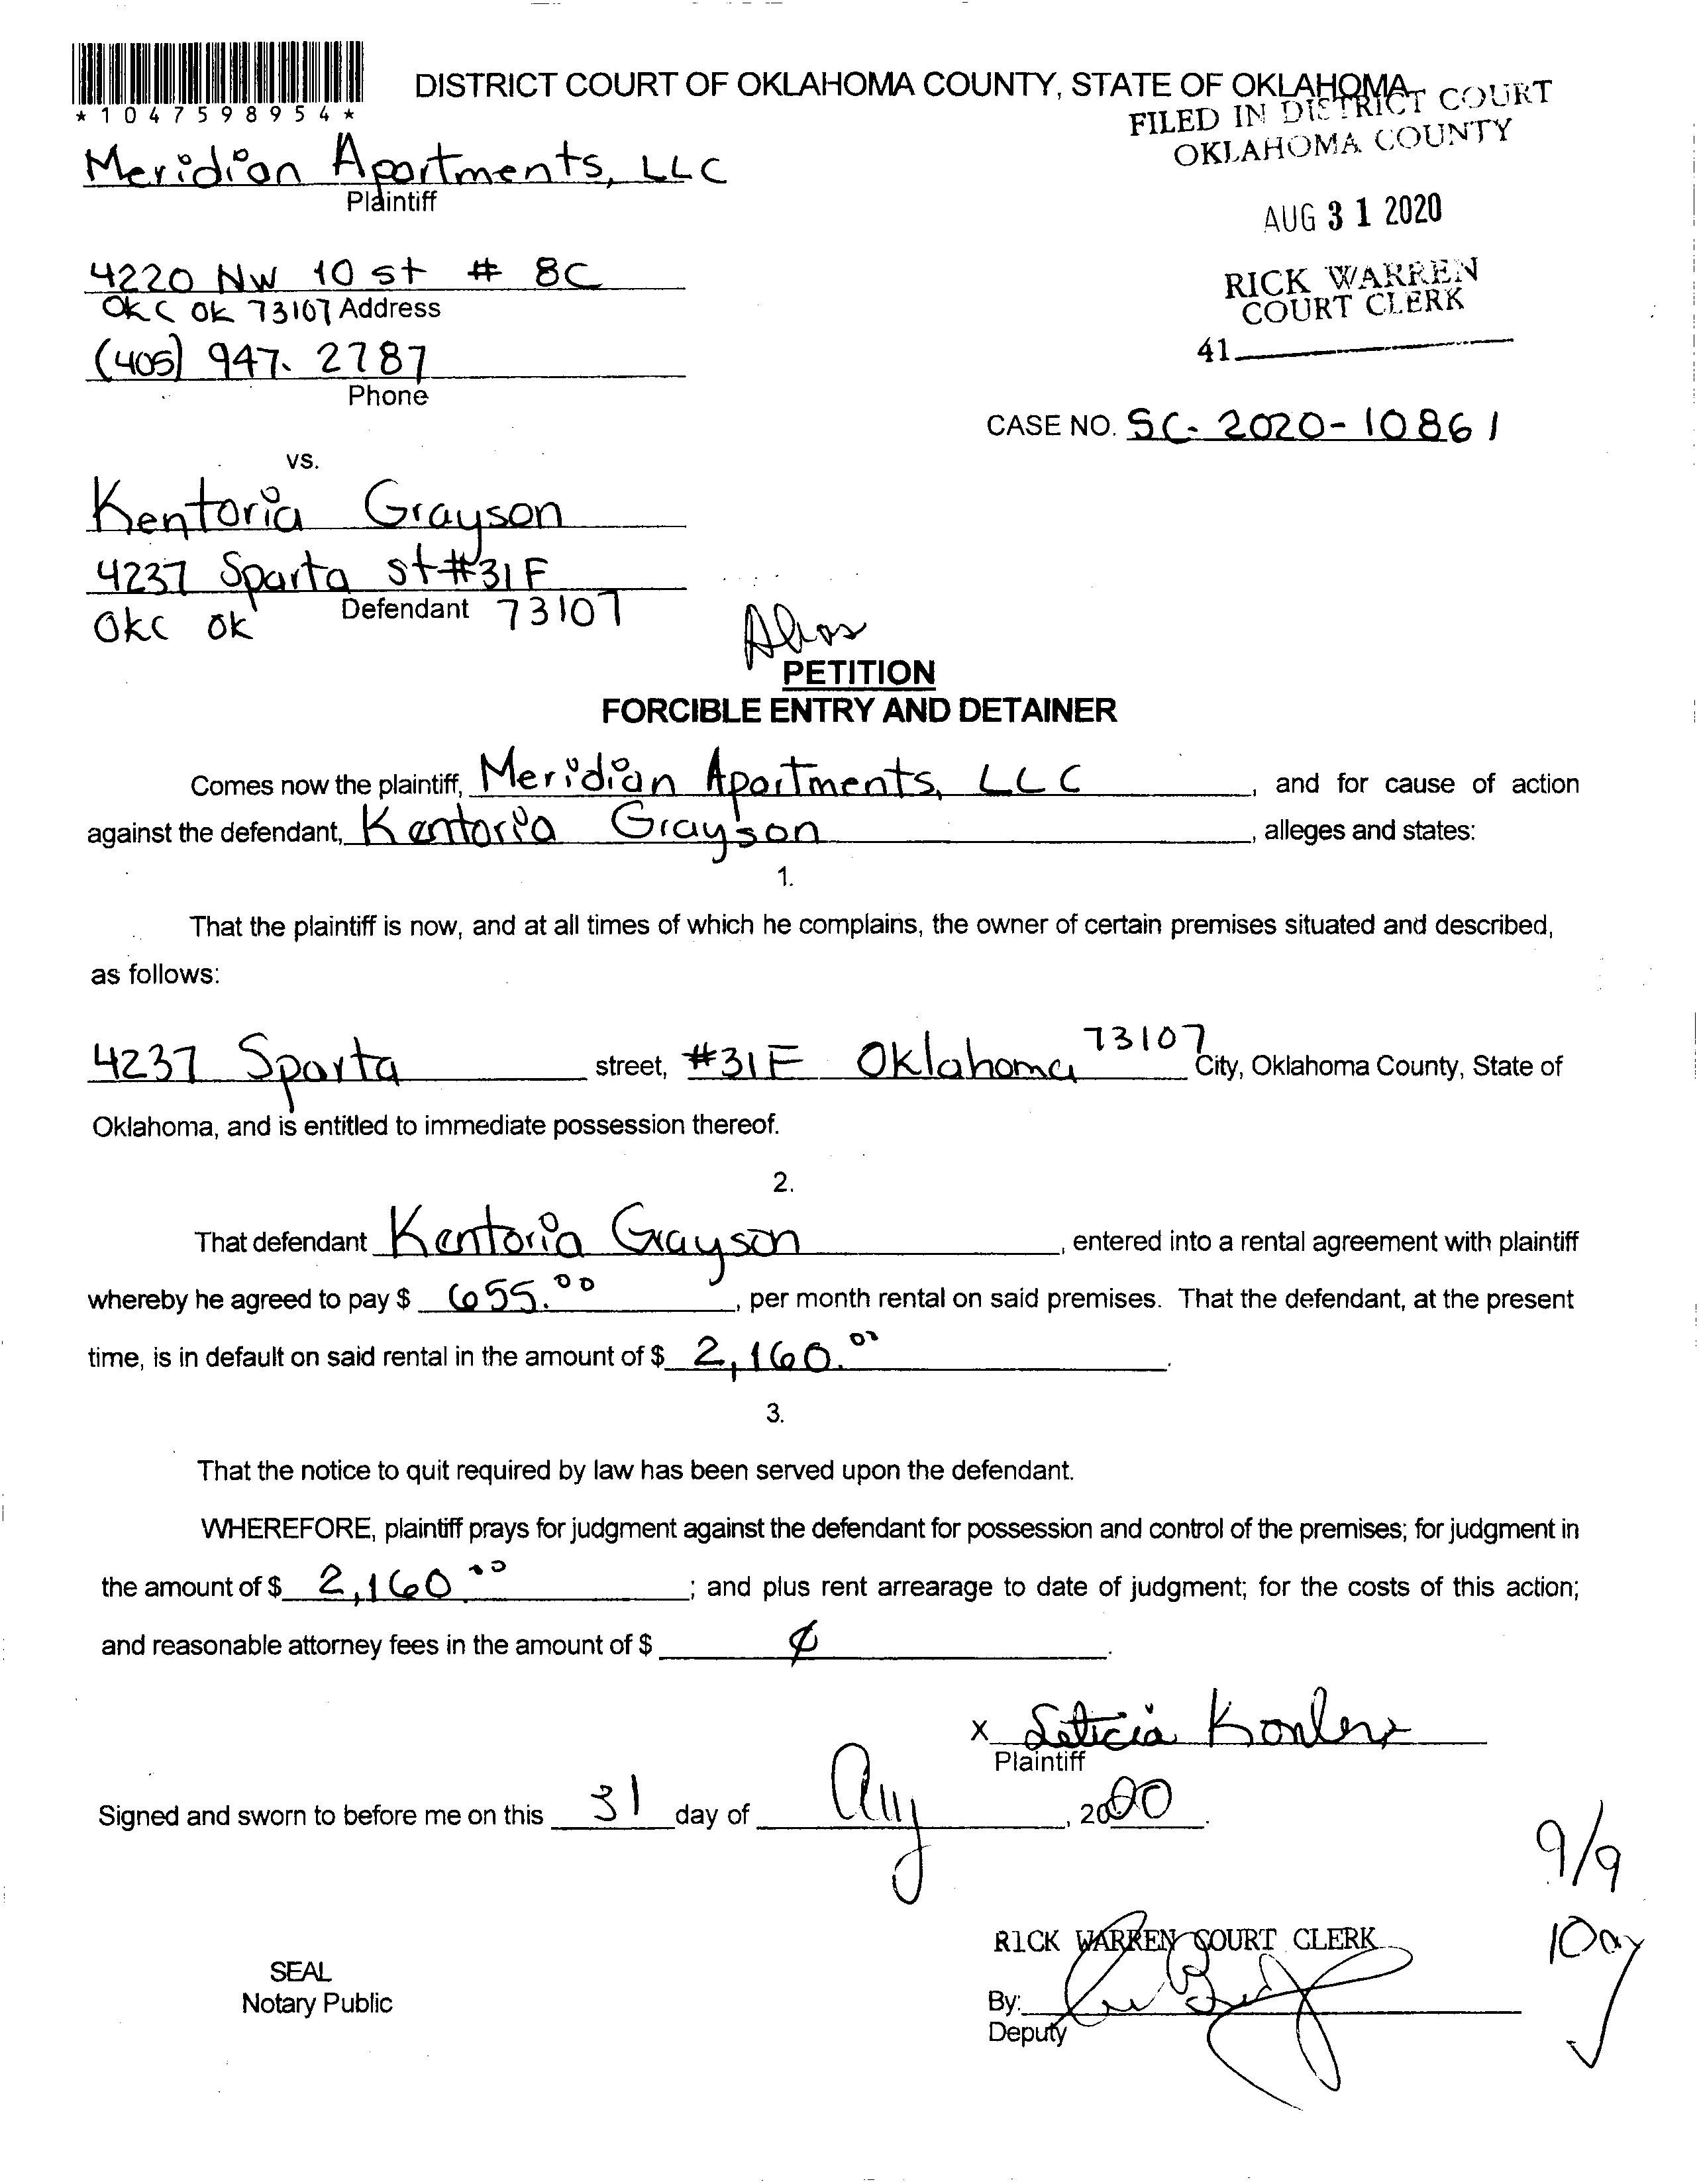 *1047598954*
DISTRICT COURT OF OKLAHOMA COUNTY, STATE OF OKLAHOMA
FILED IN DISTRICT COURT
OKLAHOMA COUNTY
Meridian Apartments, LLC
Plaintiff
AUG 31 2020
4220 NW 10 st # 8C
OKC OK 73107 Address
RICK WARREN
COURT CLERK
41
(405) 947. 2787
Phone
CASE NO. SC-2020-10861
vs.
Kentoria Grayson
4237 Sparta st #31F
Defendant
OKC OK 73107
Alias
PETITION
FORCIBLE ENTRY AND DETAINER
Comes now the plaintiff, Meridian Apartments, LLC, and for cause of action
against the defendant, Kentoria Grayson, alleges and states:
1.
That the plaintiff is now, and at all times of which he complains, the owner of certain premises situated and described,
as follows:
4237 Sparta street, #31F Oklahoma 73107 City, Oklahoma County, State of
Oklahoma, and is entitled to immediate possession thereof.
2.
That defendant Kentoria Grayson, entered into a rental agreement with plaintiff
whereby he agreed to pay $ 655.00, per month rental on said premises. That the defendant, at the present
time, is in default on said rental in the amount of $ 2,160.00.
3.
That the notice to quit required by law has been served upon the defendant.
WHEREFORE, plaintiff prays for judgment against the defendant for possession and control of the premises; for judgment in
the amount of $ 2,160.00; and plus rent arrearage to date of judgment; for the costs of this action;
and reasonable attorney fees in the amount of $ ∅.
X Leticia
Plaintiff
Signed and sworn to before me on this 31 day of Aug, 2020.
9/9
10am
RICK WARREN COURT CLERK
SEAL
Notary Public
By:
Deputy